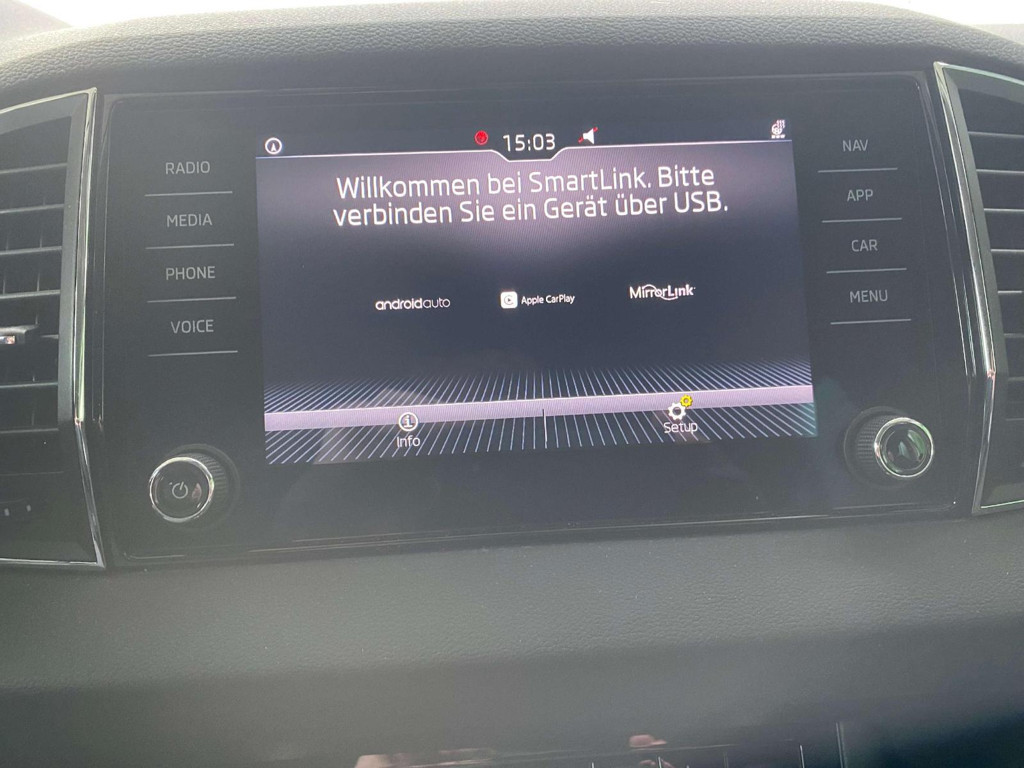 15:03
Willkommen bei SmartLink. Bitte
verbinden Sie ein Gerät über USB.
androidauto
Apple CarPlay
MirrorLink
Info
Setup
RADIO
MEDIA
PHONE
VOICE
NAV
APP
CAR
MENU